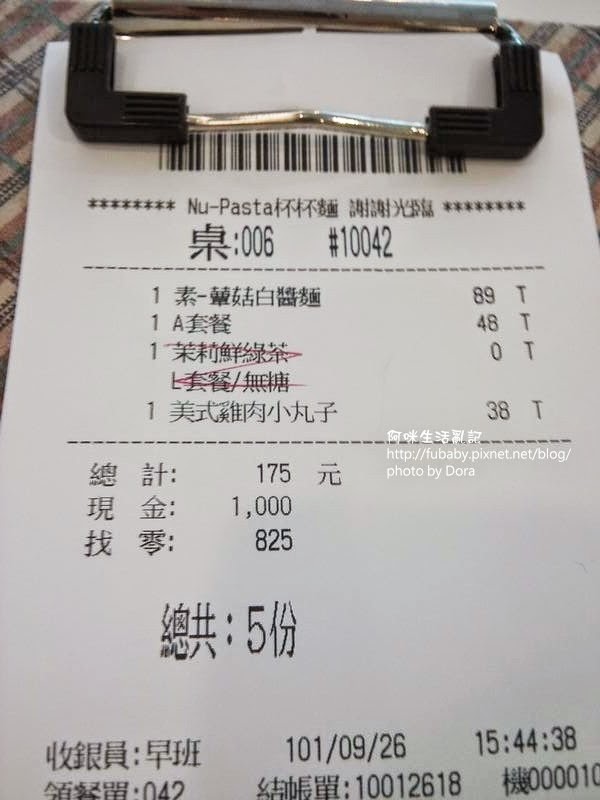 ******** Nu-Pasta杯杯麵 謝謝光臨 ********
桌:006 #10042
1 素-蕈菇白醬麵 89 T
1 A套餐 48 T
1 茉莉鮮綠茶 0 T
L套餐/無糖
1 美式雞肉小丸子 38 T
阿咪生活亂記
http://fubaby.pixnet.net/blog/
photo by Dora
總 計: 175 元
現 金: 1,000
找 零: 825
總共:5份
收銀員:早班 101/09/26 15:44:38
領餐單:042 結帳單:10012618 機000010